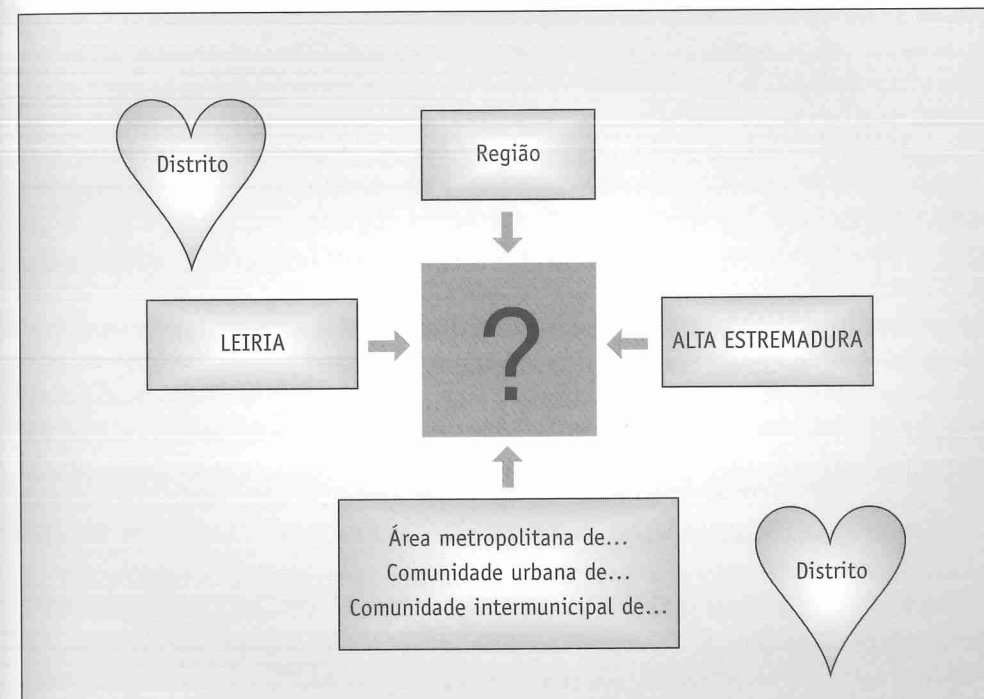 Distrito
Região
LEIRIA
?
ALTA ESTREMADURA
Área metropolitana de...
Comunidade urbana de...
Comunidade intermunicipal de...
Distrito